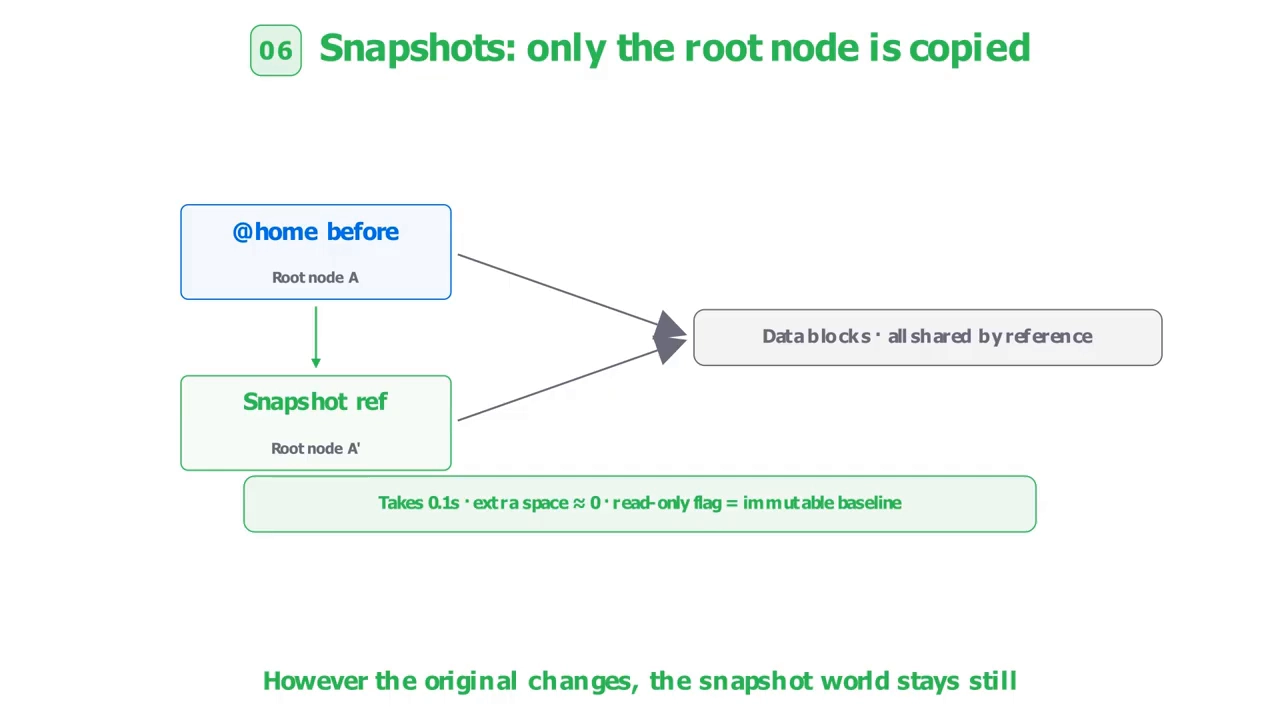 06 Snapshots: only the root node is copied
@home before
Root node A
Data blocks · all shared by reference
Snapshot ref
Root node A'
Takes 0.1s · extra space ≈ 0 · read-only flag = immutable baseline
However the original changes, the snapshot world stays still